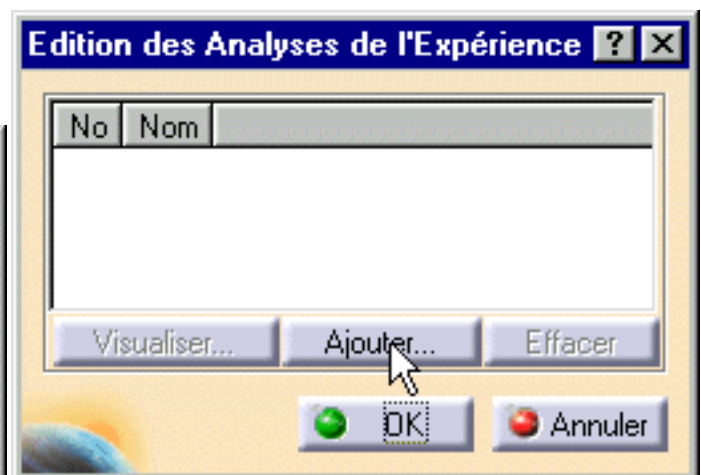 Edition des Analyses de l'Expérience
No Nom
Visualiser... Ajouter... Effacer
OK Annuler